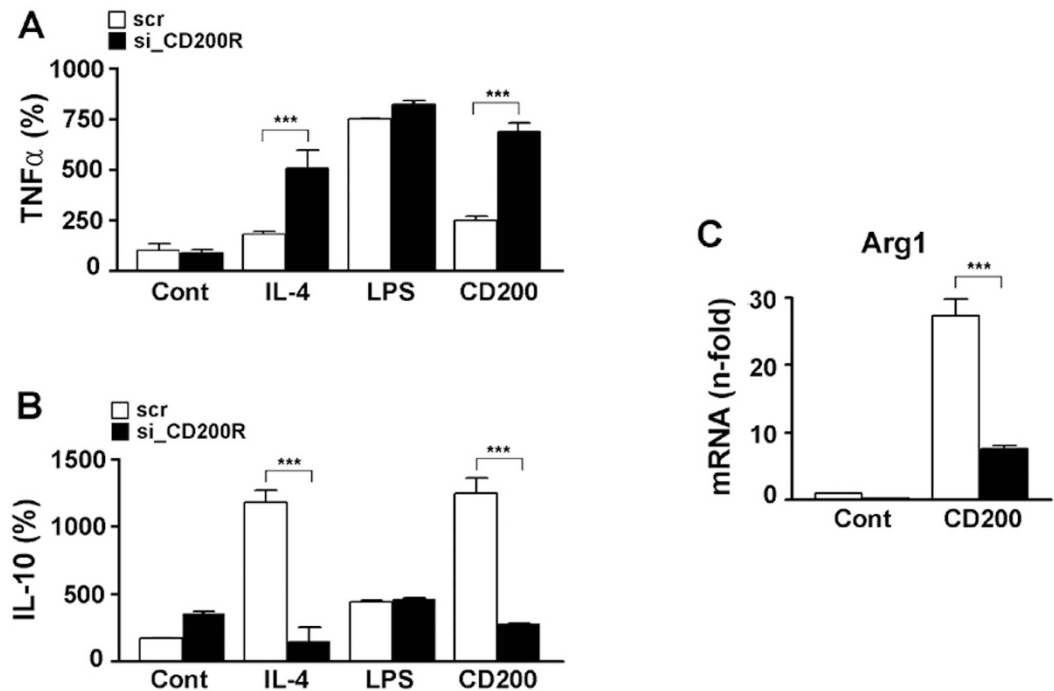 A
scr
si_CD200R
1000
750
500
250
0
TNFα (%)
***
***
Cont IL-4 LPS CD200
B
scr
si_CD200R
1500
1000
500
0
IL-10 (%)
***
***
Cont IL-4 LPS CD200
C
Arg1
30
20
10
0
mRNA (n-fold)
***
Cont CD200